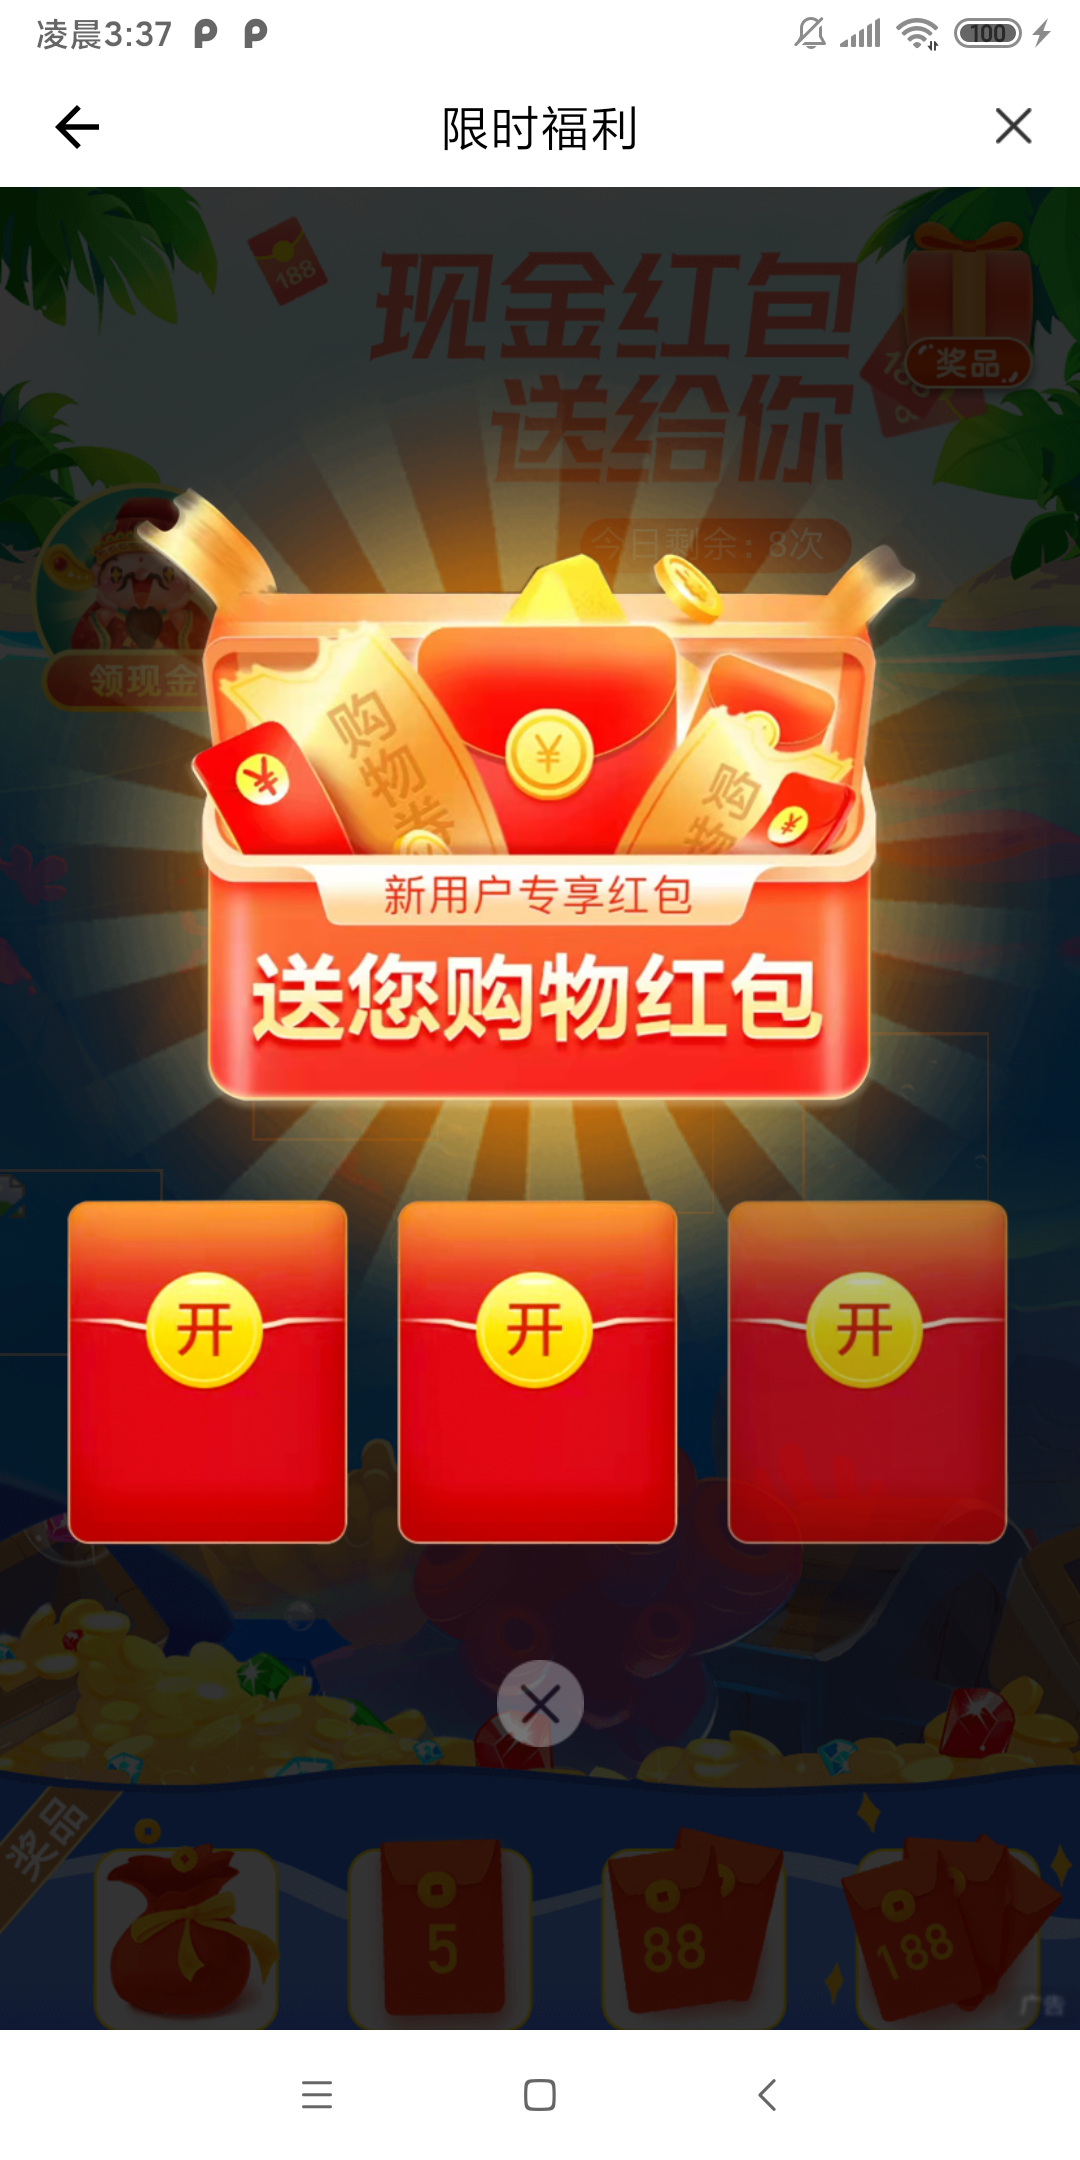 凌晨3:37
100
限时福利
188
现金红包
送给你
奖品
今日剩余：8次
领现金
购物券
购物
新用户专享红包
送您购物红包
开
开
开
奖品
5
88
188
广告